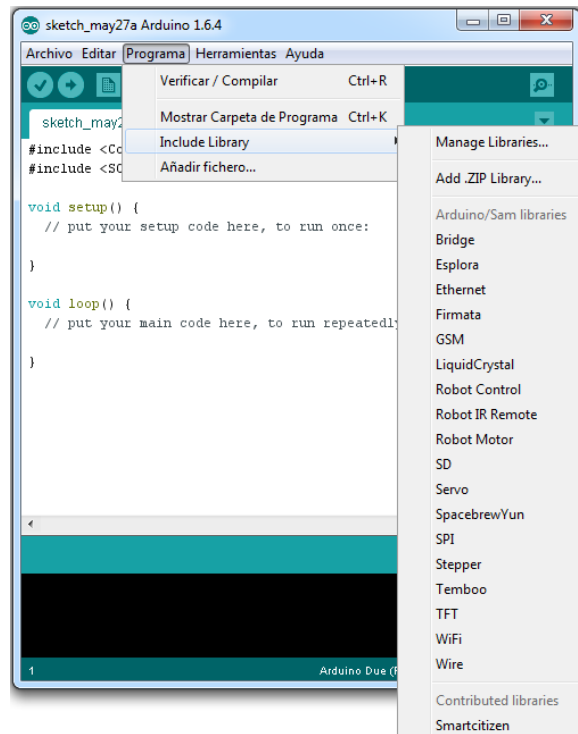 sketch_may27a Arduino 1.6.4
Archivo Editar Programa Herramientas Ayuda
Verificar / Compilar Ctrl+R
Mostrar Carpeta de Programa Ctrl+K
Include Library
Añadir fichero...
sketch_may2
#include <Co
#include <SC
void setup() {
// put your setup code here, to run once:
}
void loop() {
// put your main code here, to run repeatedly
}
1
Arduino Due (
Manage Libraries...
Add .ZIP Library...
Arduino/Sam libraries
Bridge
Esplora
Ethernet
Firmata
GSM
LiquidCrystal
Robot Control
Robot IR Remote
Robot Motor
SD
Servo
SpacebrewYun
SPI
Stepper
Temboo
TFT
WiFi
Wire
Contributed libraries
Smartcitizen